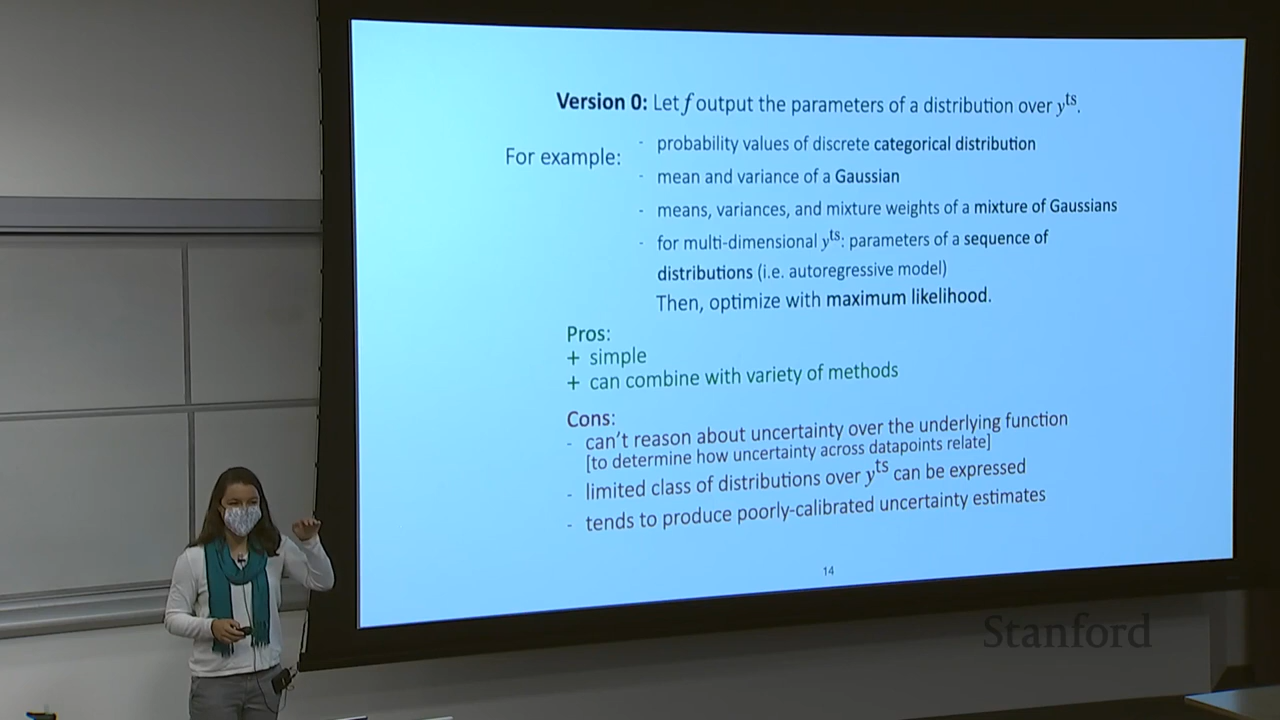 Version 0: Let f output the parameters of a distribution over yᵗˢ.
For example:
- probability values of discrete categorical distribution
- mean and variance of a Gaussian
- means, variances, and mixture weights of a mixture of Gaussians
- for multi-dimensional yᵗˢ: parameters of a sequence of
distributions (i.e. autoregressive model)
Then, optimize with maximum likelihood.
Pros:
+ simple
+ can combine with variety of methods
Cons:
- can't reason about uncertainty over the underlying function
[to determine how uncertainty across datapoints relate]
- limited class of distributions over yᵗˢ can be expressed
- tends to produce poorly-calibrated uncertainty estimates
14
Stanford